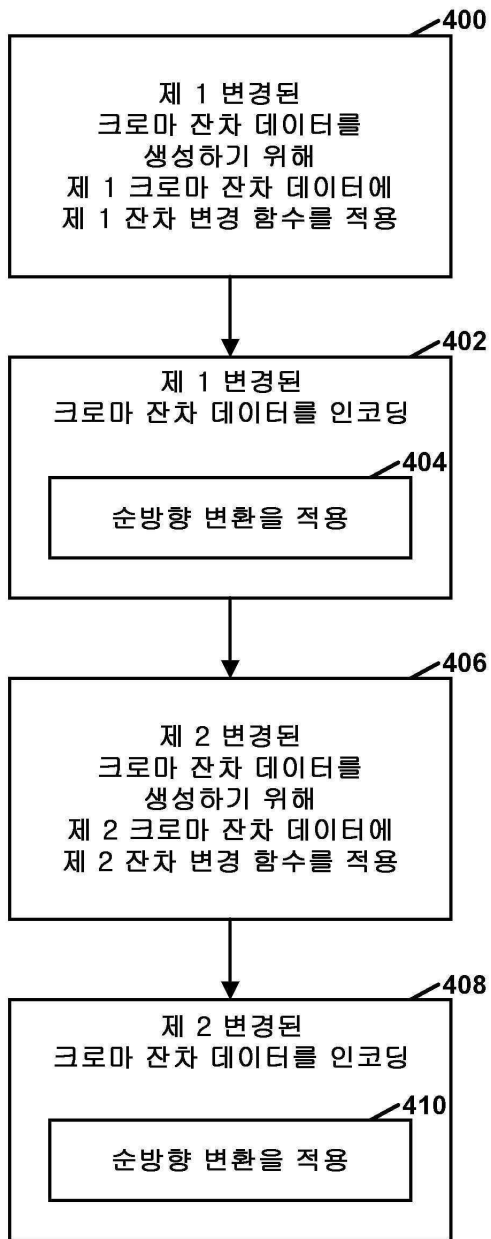 400
제 1 변경된
크로마 잔차 데이터를
생성하기 위해
제 1 크로마 잔차 데이터에
제 1 잔차 변경 함수를 적용
402
제 1 변경된
크로마 잔차 데이터를 인코딩
404
순방향 변환을 적용
406
제 2 변경된
크로마 잔차 데이터를
생성하기 위해
제 2 크로마 잔차 데이터에
제 2 잔차 변경 함수를 적용
408
제 2 변경된
크로마 잔차 데이터를 인코딩
410
순방향 변환을 적용